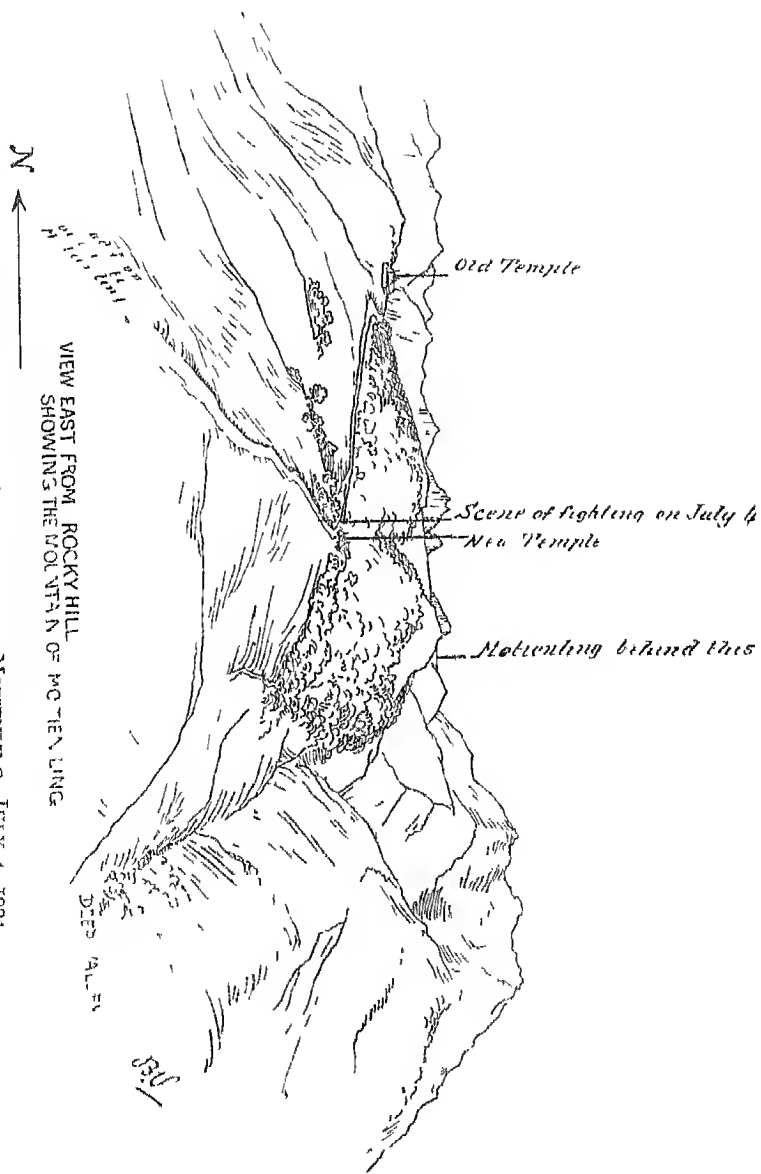 Old Temple
Scene of fighting on July 4
New Temple
Motienling behind this
N
VIEW EAST FROM ROCKY HILL
SHOWING THE MOUNTAIN OF MOTIENLING
DEEP VALLEY